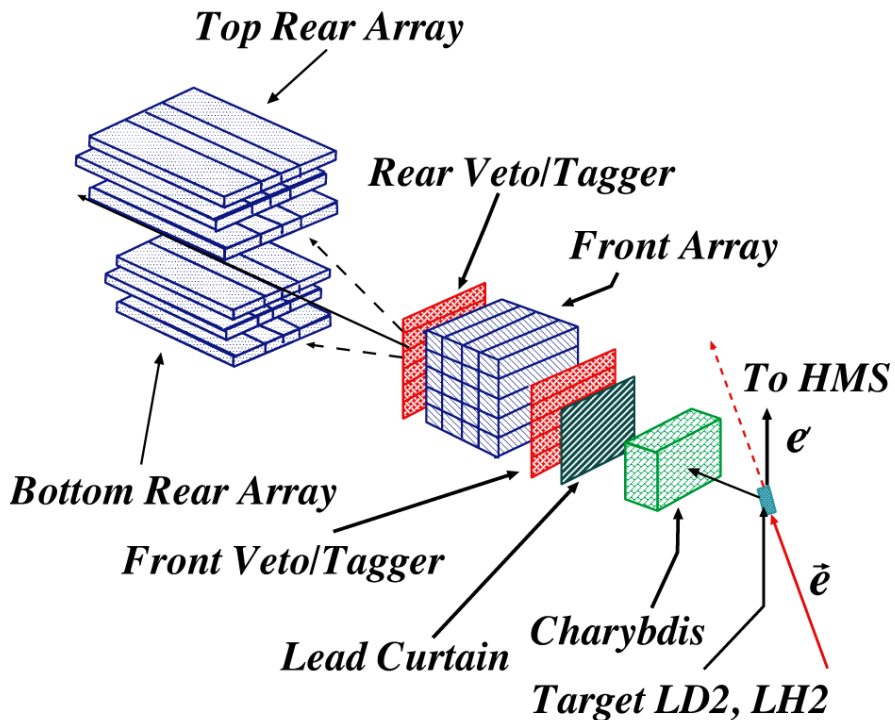 Top Rear Array
Rear Veto/Tagger
Front Array
To HMS
e′
Bottom Rear Array
Front Veto/Tagger
e⃗
Charybdis
Lead Curtain
Target LD2, LH2